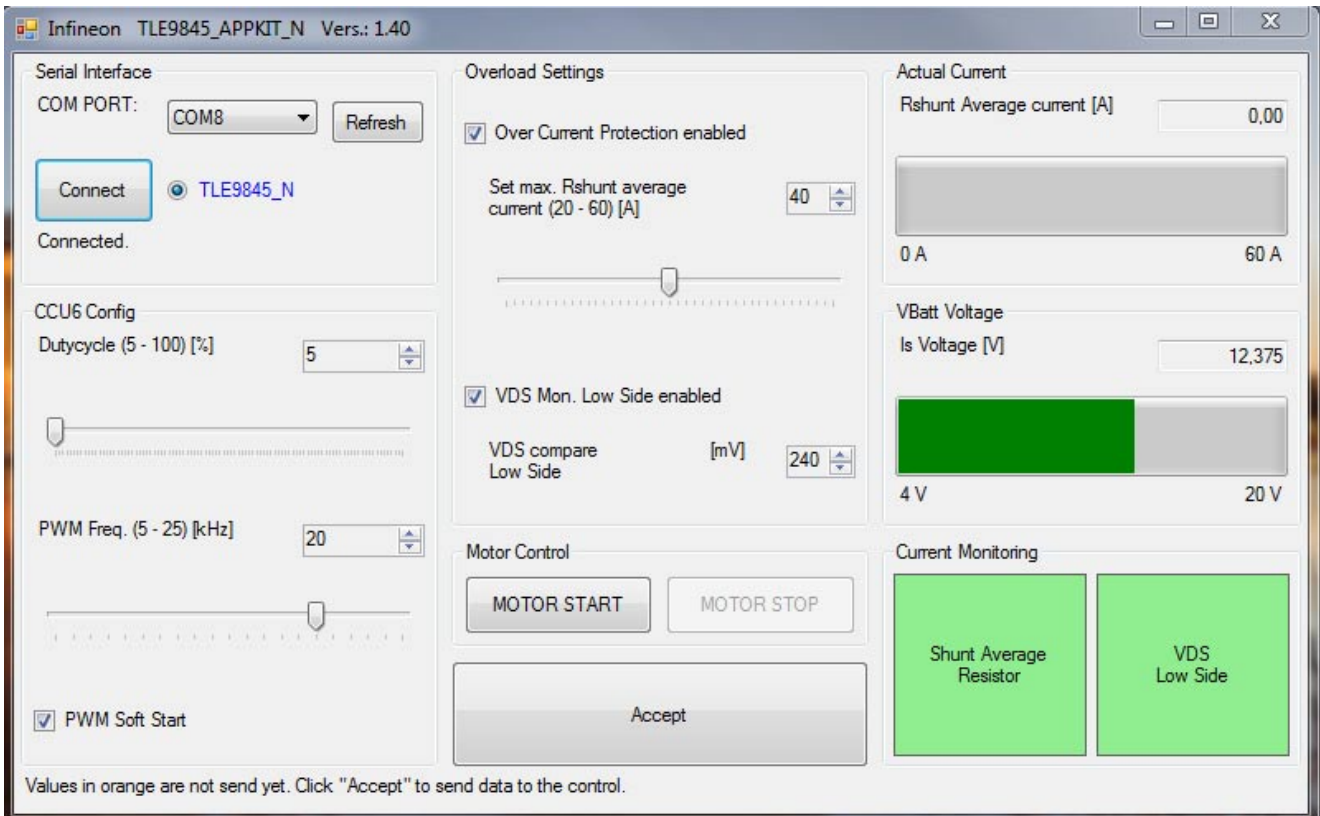 Infineon TLE9845_APPKIT_N Vers.: 1.40
Serial Interface
COM PORT:
COM8
Refresh
Connect
TLE9845_N
Connected.
CCU6 Config
Dutycycle (5 - 100) [%]
5
PWM Freq. (5 - 25) [kHz]
20
PWM Soft Start
Overload Settings
Over Current Protection enabled
Set max. Rshunt average
current (20 - 60) [A]
40
VDS Mon. Low Side enabled
VDS compare [mV]
Low Side
240
Motor Control
MOTOR START
MOTOR STOP
Accept
Actual Current
Rshunt Average current [A]
0,00
0 A
60 A
VBatt Voltage
Is Voltage [V]
12,375
4 V
20 V
Current Monitoring
Shunt Average
Resistor
VDS
Low Side
Values in orange are not send yet. Click "Accept" to send data to the control.